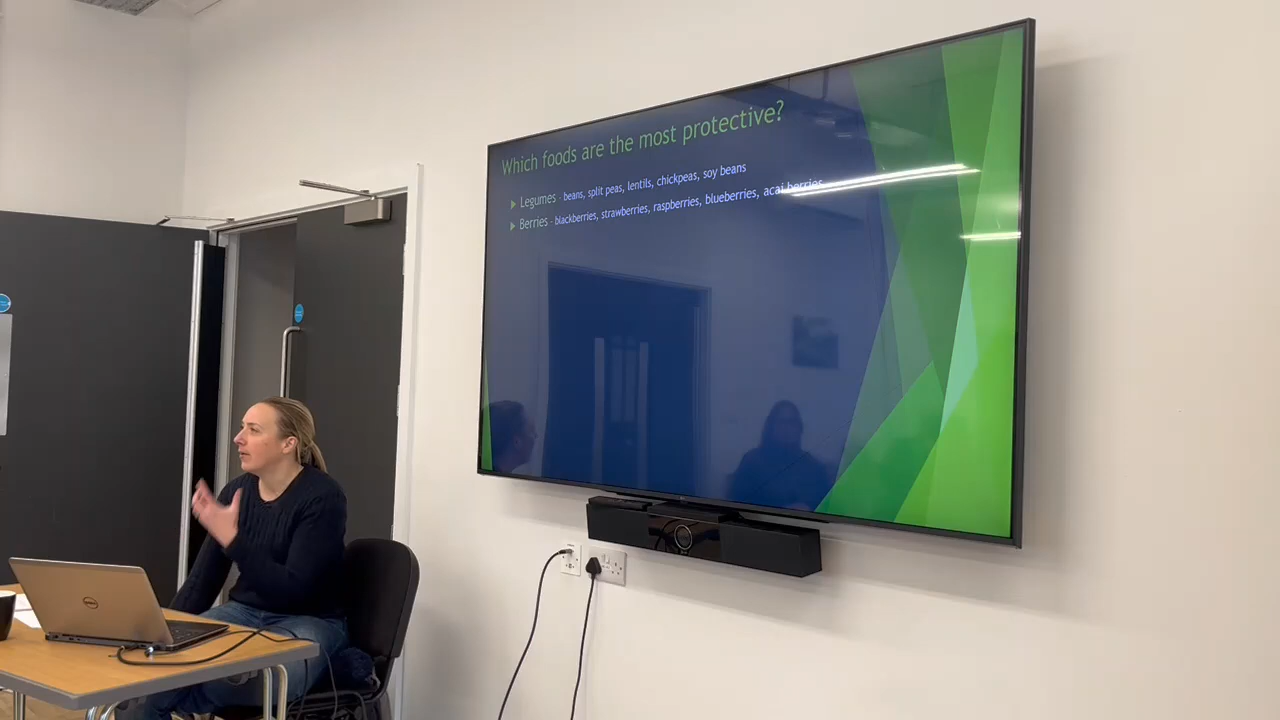 Which foods are the most protective?
Legumes - beans, split peas, lentils, chickpeas, soy beans
Berries - blackberries, strawberries, raspberries, blueberries, acai berries
DELL